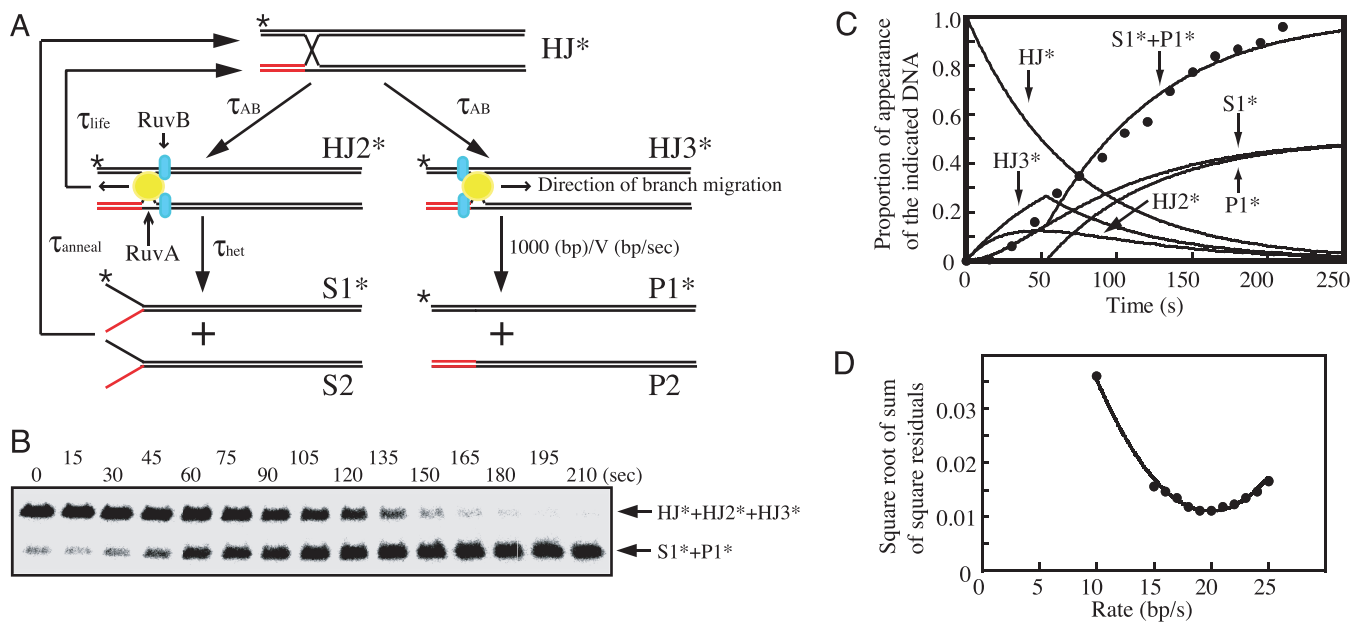 A
*
HJ*
τAB
τAB
τlife
RuvB
HJ2*
HJ3*
*
*
Direction of branch migration
τanneal
RuvA
τhet
1000 (bp)/V (bp/sec)
*
S1*
*
P1*
+
+
S2
P2
B
15 45 75 105 135 165 195
0 30 60 90 120 150 180 210 (sec)
HJ*+HJ2*+HJ3*
S1*+P1*
C
Proportion of appearance
of the indicated DNA
1.0
0.8
0.6
0.4
0.2
0
HJ*
S1*+P1*
S1*
HJ3*
HJ2*
P1*
0 50 100 150 200 250
Time (s)
D
Square root of sum
of square residuals
0.03
0.02
0.01
0
0 5 10 15 20 25
Rate (bp/s)